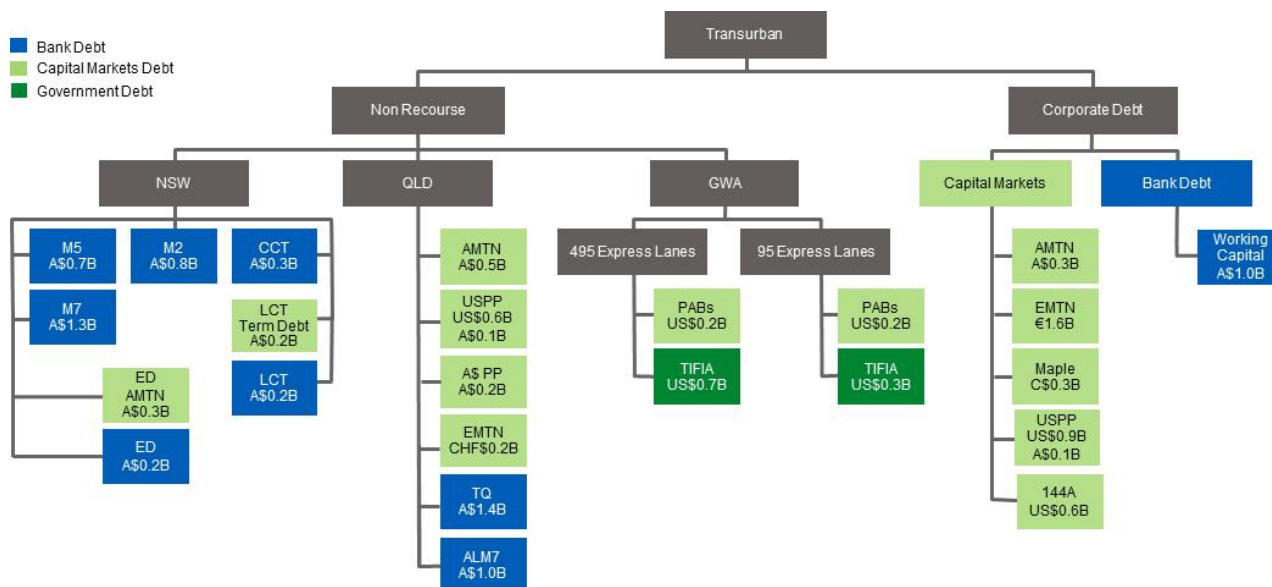 Transurban
Bank Debt
Capital Markets Debt
Government Debt
Non Recourse
Corporate Debt
NSW
QLD
GWA
Capital Markets
Bank Debt
M5
A$0.7B
M2
A$0.8B
CCT
A$0.3B
M7
A$1.3B
LCT
Term Debt
A$0.2B
ED
AMTN
A$0.3B
LCT
A$0.2B
ED
A$0.2B
AMTN
A$0.5B
USPP
US$0.6B
A$0.1B
A$ PP
A$0.2B
EMTN
CHF$0.2B
TQ
A$1.4B
ALM7
A$1.0B
495 Express Lanes
95 Express Lanes
PABs
US$0.2B
TIFIA
US$0.7B
PABs
US$0.2B
TIFIA
US$0.3B
AMTN
A$0.3B
EMTN
€1.6B
Maple
C$0.3B
USPP
US$0.9B
A$0.1B
144A
US$0.6B
Working
Capital
A$1.0B